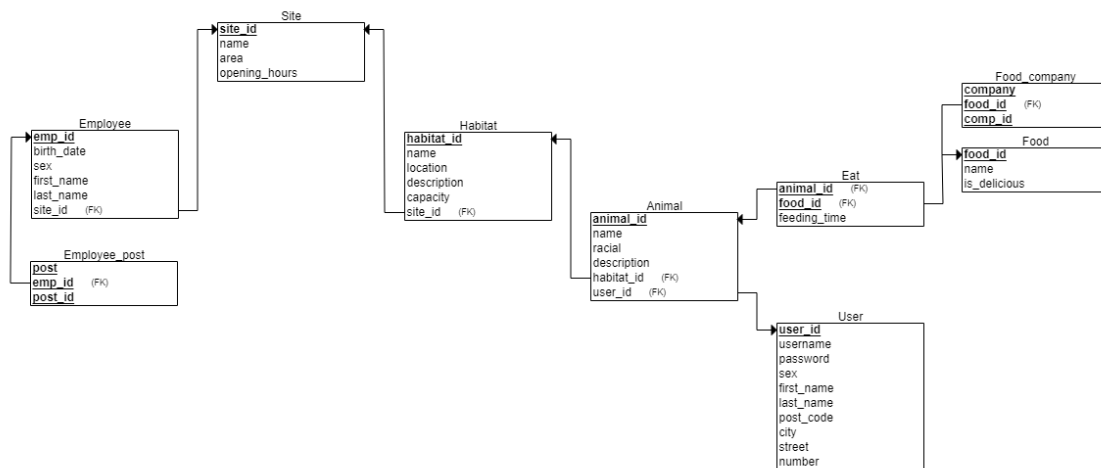 Site
site_id
name
area
opening_hours
Employee
emp_id
birth_date
sex
first_name
last_name
site_id (FK)
Employee_post
post
emp_id (FK)
post_id
Habitat
habitat_id
name
location
description
capacity
site_id (FK)
Animal
animal_id
name
racial
description
habitat_id (FK)
user_id (FK)
Eat
animal_id (FK)
food_id (FK)
feeding_time
Food_company
company
food_id (FK)
comp_id
Food
food_id
name
is_delicious
User
user_id
username
password
sex
first_name
last_name
post_code
city
street
number